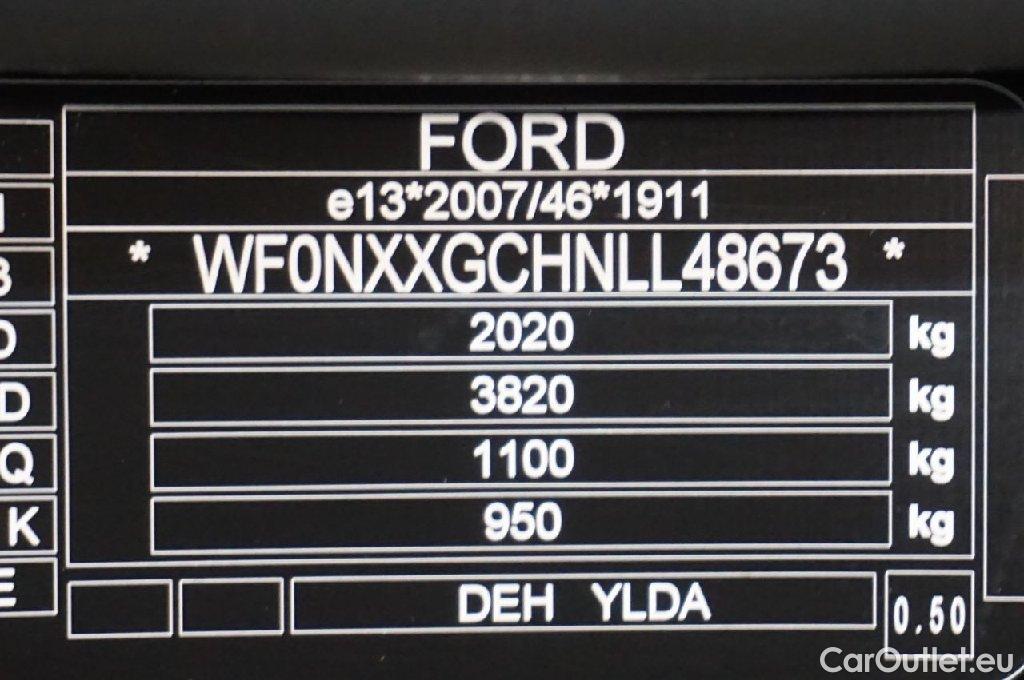 FORD
e13*2007/46*1911
* WF0NXXGCHNLL48673 *
2020 kg
D 3820 kg
Q 1100 kg
K 950 kg
E
DEH YLDA
0.50
CarOutlet.eu